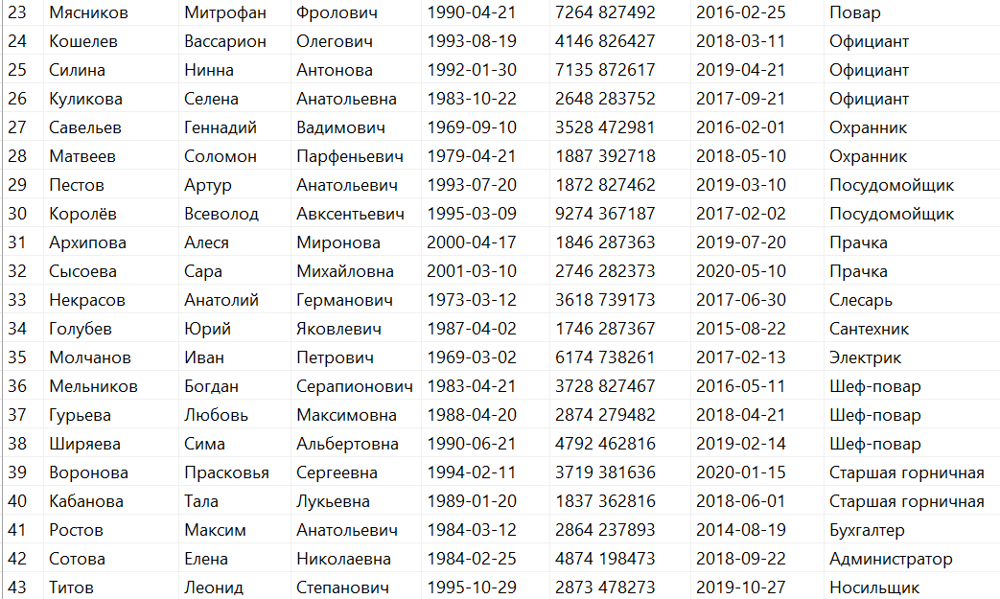 23 Мясников Митрофан Фролович 1990-04-21 7264 827492 2016-02-25 Повар
24 Кошелев Вассарион Олегович 1993-08-19 4146 826427 2018-03-11 Официант
25 Силина Нинна Антонова 1992-01-30 7135 872617 2019-04-21 Официант
26 Куликова Селена Анатольевна 1983-10-22 2648 283752 2017-09-21 Официант
27 Савельев Геннадий Вадимович 1969-09-10 3528 472981 2016-02-01 Охранник
28 Матвеев Соломон Парфеньевич 1979-04-21 1887 392718 2018-05-10 Охранник
29 Пестов Артур Анатольевич 1993-07-20 1872 827462 2019-03-10 Посудомойщик
30 Королёв Всеволод Авксентьевич 1995-03-09 9274 367187 2017-02-02 Посудомойщик
31 Архипова Алеся Миронова 2000-04-17 1846 287363 2019-07-20 Прачка
32 Сысоева Сара Михайловна 2001-03-10 2746 282373 2020-05-10 Прачка
33 Некрасов Анатолий Германович 1973-03-12 3618 739173 2017-06-30 Слесарь
34 Голубев Юрий Яковлевич 1987-04-02 1746 287367 2015-08-22 Сантехник
35 Молчанов Иван Петрович 1969-03-02 6174 738261 2017-02-13 Электрик
36 Мельников Богдан Серапионович 1983-04-21 3728 827467 2016-05-11 Шеф-повар
37 Гурьева Любовь Максимовна 1988-04-20 2874 279482 2018-04-21 Шеф-повар
38 Ширяева Сима Альбертовна 1990-06-21 4792 462816 2019-02-14 Шеф-повар
39 Воронова Прасковья Сергеевна 1994-02-11 3719 381636 2020-01-15 Старшая горничная
40 Кабанова Тала Лукьевна 1989-01-20 1837 362816 2018-06-01 Старшая горничная
41 Ростов Максим Анатольевич 1984-03-12 2864 237893 2014-08-19 Бухгалтер
42 Сотова Елена Николаевна 1984-02-25 4874 198473 2018-09-22 Администратор
43 Титов Леонид Степанович 1995-10-29 2873 478273 2019-10-27 Носильщик